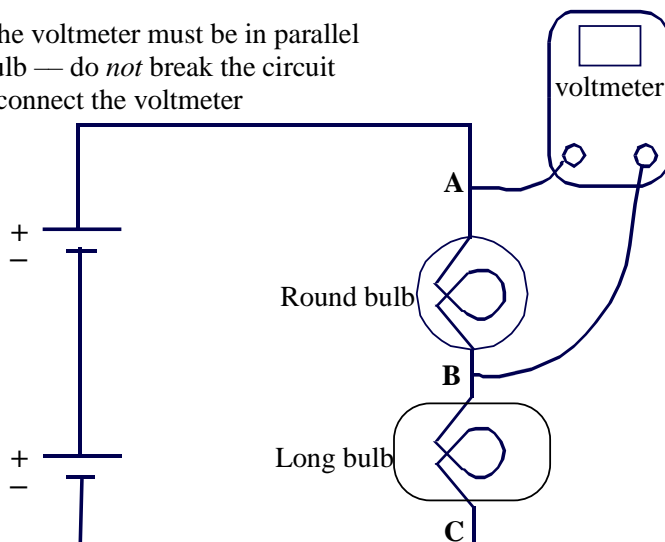 he voltmeter must be in parallel
ulb — do not break the circuit
connect the voltmeter
voltmeter
A
+
–
Round bulb
B
+
–
Long bulb
C